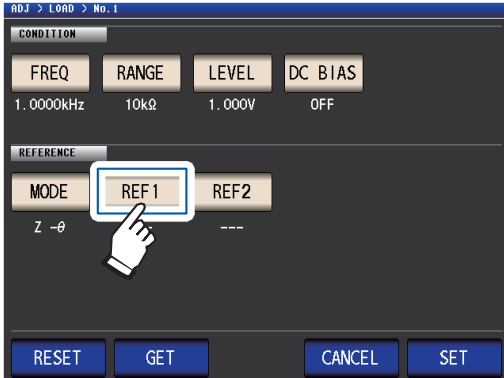 ADJ > LOAD > No.1
CONDITION
FREQ RANGE LEVEL DC BIAS
1.0000kHz 10kΩ 1.000V OFF
REFERENCE
MODE REF1 REF2
Z -θ ---
RESET GET CANCEL SET